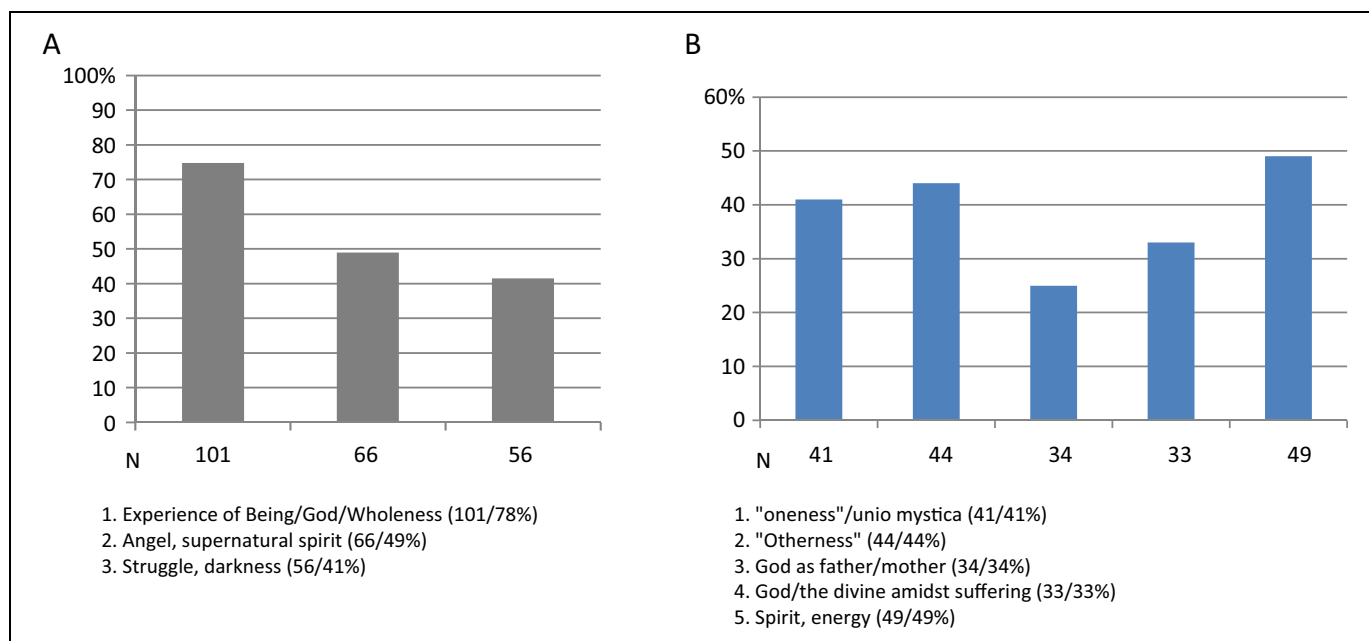 A
100%
90
80
70
60
50
40
30
20
10
0
N 101 66 56
1. Experience of Being/God/Wholeness (101/78%)
2. Angel, supernatural spirit (66/49%)
3. Struggle, darkness (56/41%)
B
60%
50
40
30
20
10
0
N 41 44 34 33 49
1. "oneness"/unio mystica (41/41%)
2. "Otherness" (44/44%)
3. God as father/mother (34/34%)
4. God/the divine amidst suffering (33/33%)
5. Spirit, energy (49/49%)